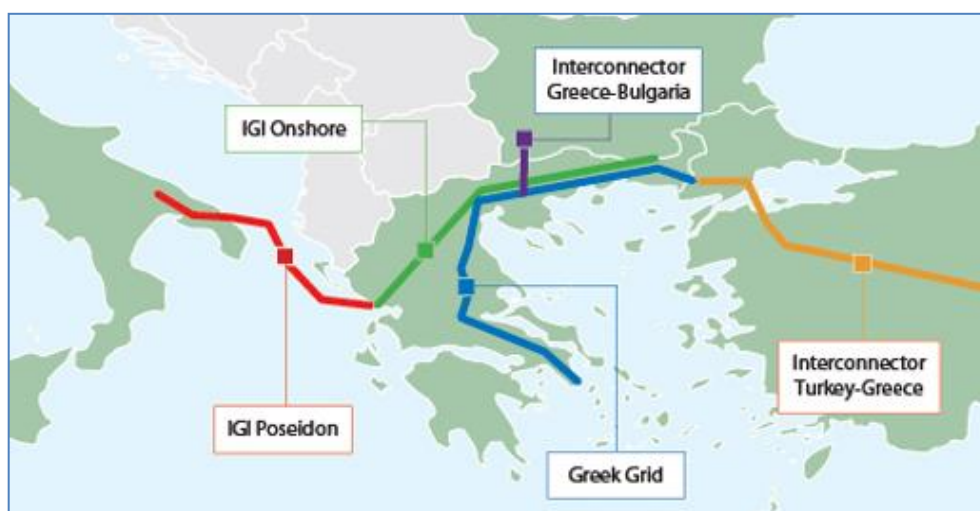 Interconnector
Greece-Bulgaria
IGI Onshore
Interconnector
Turkey-Greece
IGI Poseidon
Greek Grid